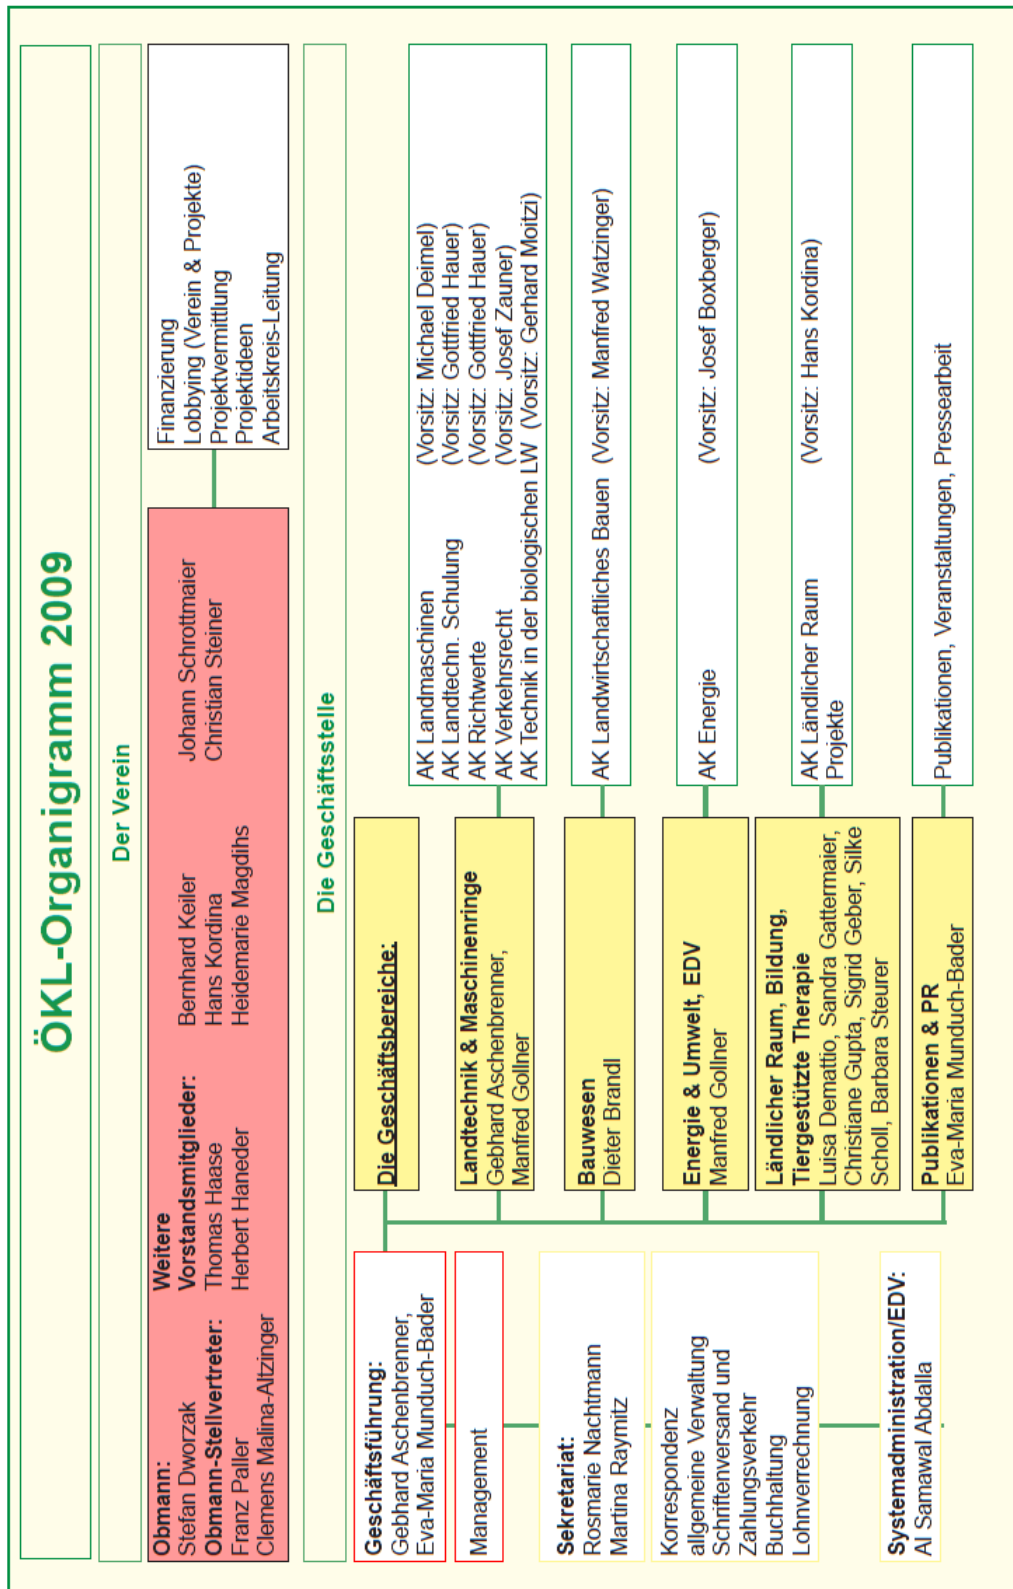 ÖKL-Organigramm 2009
Der Verein
Obmann:
Stefan Dworzak
Obmann-Stellvertreter:
Franz Paller
Clemens Malina-Altzinger
Weitere
Vorstandsmitglieder:
Thomas Haase
Herbert Haneder
Bernhard Keiler
Hans Kordina
Heidemarie Magdihs
Johann Schrottmaier
Christian Steiner
Finanzierung
Lobbying (Verein & Projekte)
Projektvermittlung
Projektideen
Arbeitskreis-Leitung
Die Geschäftsstelle
Geschäftsführung:
Gebhard Aschenbrenner,
Eva-Maria Munduch-Bader
Management
Sekretariat:
Rosmarie Nachtmann
Martina Raymitz
Korrespondenz
allgemeine Verwaltung
Schriftenversand und
Zahlungsverkehr
Buchhaltung
Lohnverrechnung
Systemadministration/EDV:
Al Samawal Abdalla
Die Geschäftsbereiche:
Landtechnik & Maschinenringe
Gebhard Aschenbrenner,
Manfred Gollner
AK Landmaschinen (Vorsitz: Michael Deimel)
AK Landtechn. Schulung (Vorsitz: Gottfried Hauer)
AK Richtwerte (Vorsitz: Gottfried Hauer)
AK Verkehrsrecht (Vorsitz: Josef Zauner)
AK Technik in der biologischen LW (Vorsitz: Gerhard Moitzi)
Bauwesen
Dieter Brandl
AK Landwirtschaftliches Bauen (Vorsitz: Manfred Watzinger)
Energie & Umwelt, EDV
Manfred Gollner
AK Energie (Vorsitz: Josef Boxberger)
Ländlicher Raum, Bildung,
Tiergestützte Therapie
Luisa Demattio, Sandra Gattermaier,
Christiane Gupta, Sigrid Geber, Silke
Scholl, Barbara Steurer
AK Ländlicher Raum (Vorsitz: Hans Kordina)
Projekte
Publikationen & PR
Eva-Maria Munduch-Bader
Publikationen, Veranstaltungen, Pressearbeit